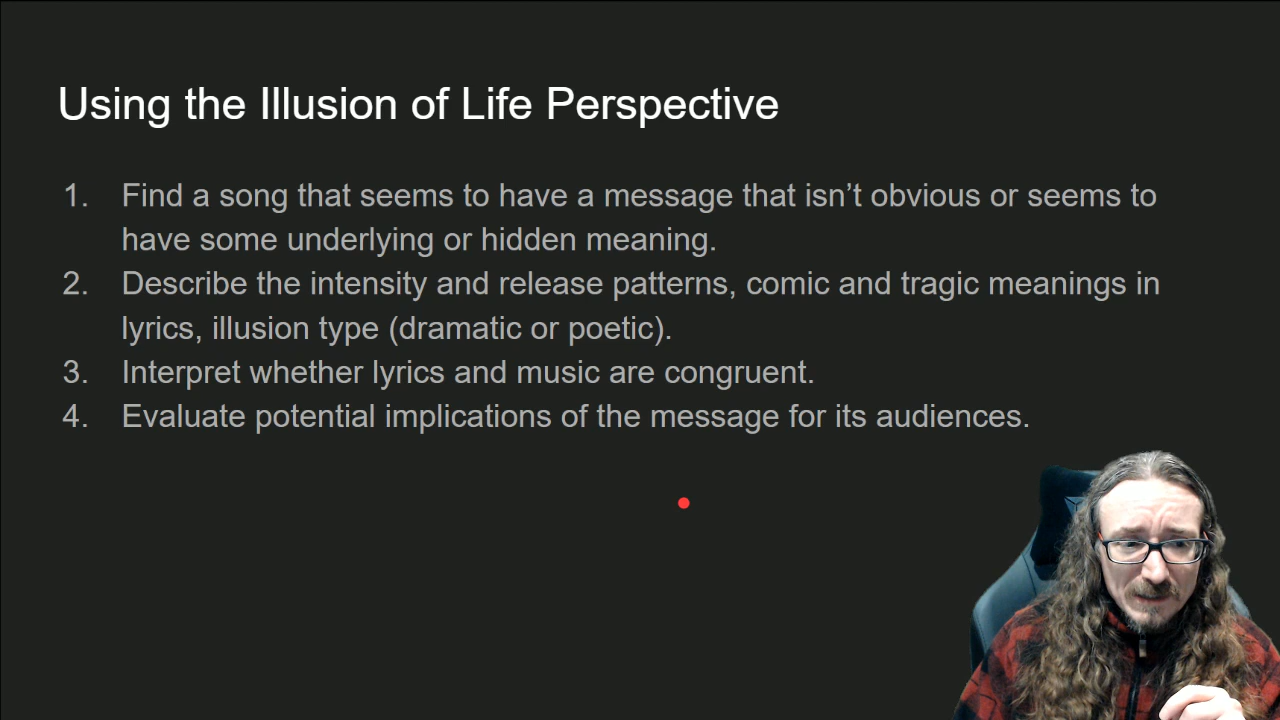 Using the Illusion of Life Perspective
1. Find a song that seems to have a message that isn’t obvious or seems to
have some underlying or hidden meaning.
2. Describe the intensity and release patterns, comic and tragic meanings in
lyrics, illusion type (dramatic or poetic).
3. Interpret whether lyrics and music are congruent.
4. Evaluate potential implications of the message for its audiences.